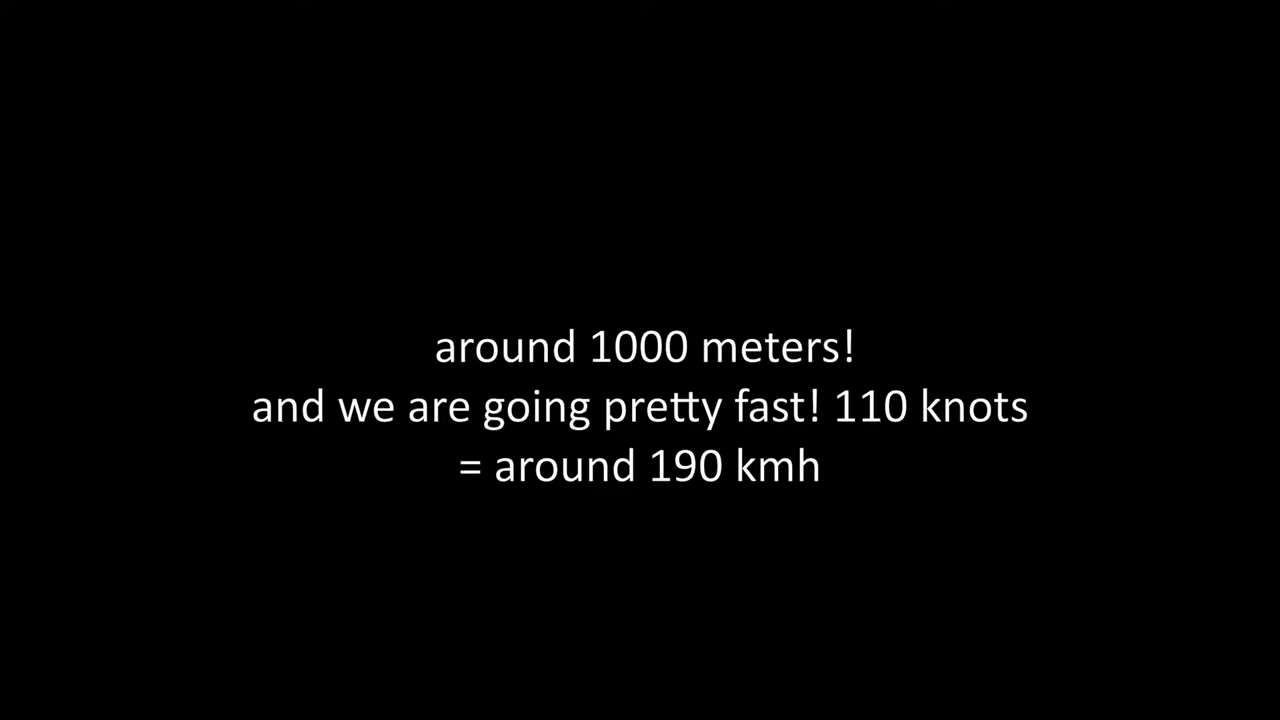 around 1000 meters!
and we are going pretty fast! 110 knots
= around 190 kmh